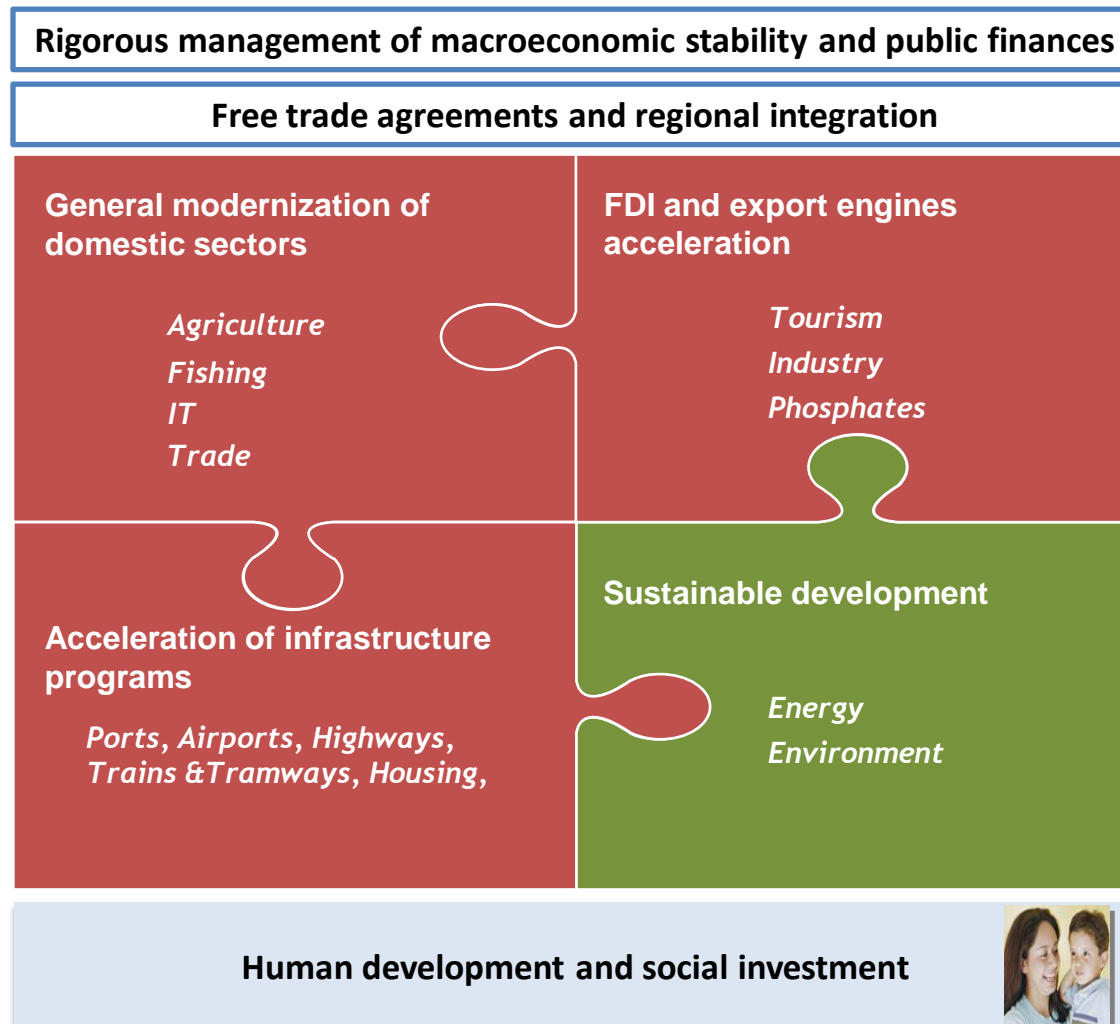 Rigorous management of macroeconomic stability and public finances
Free trade agreements and regional integration
General modernization of
domestic sectors
Agriculture
Fishing
IT
Trade
FDI and export engines
acceleration
Tourism
Industry
Phosphates
Acceleration of infrastructure
programs
Ports, Airports, Highways,
Trains &Tramways, Housing,
Sustainable development
Energy
Environment
Human development and social investment